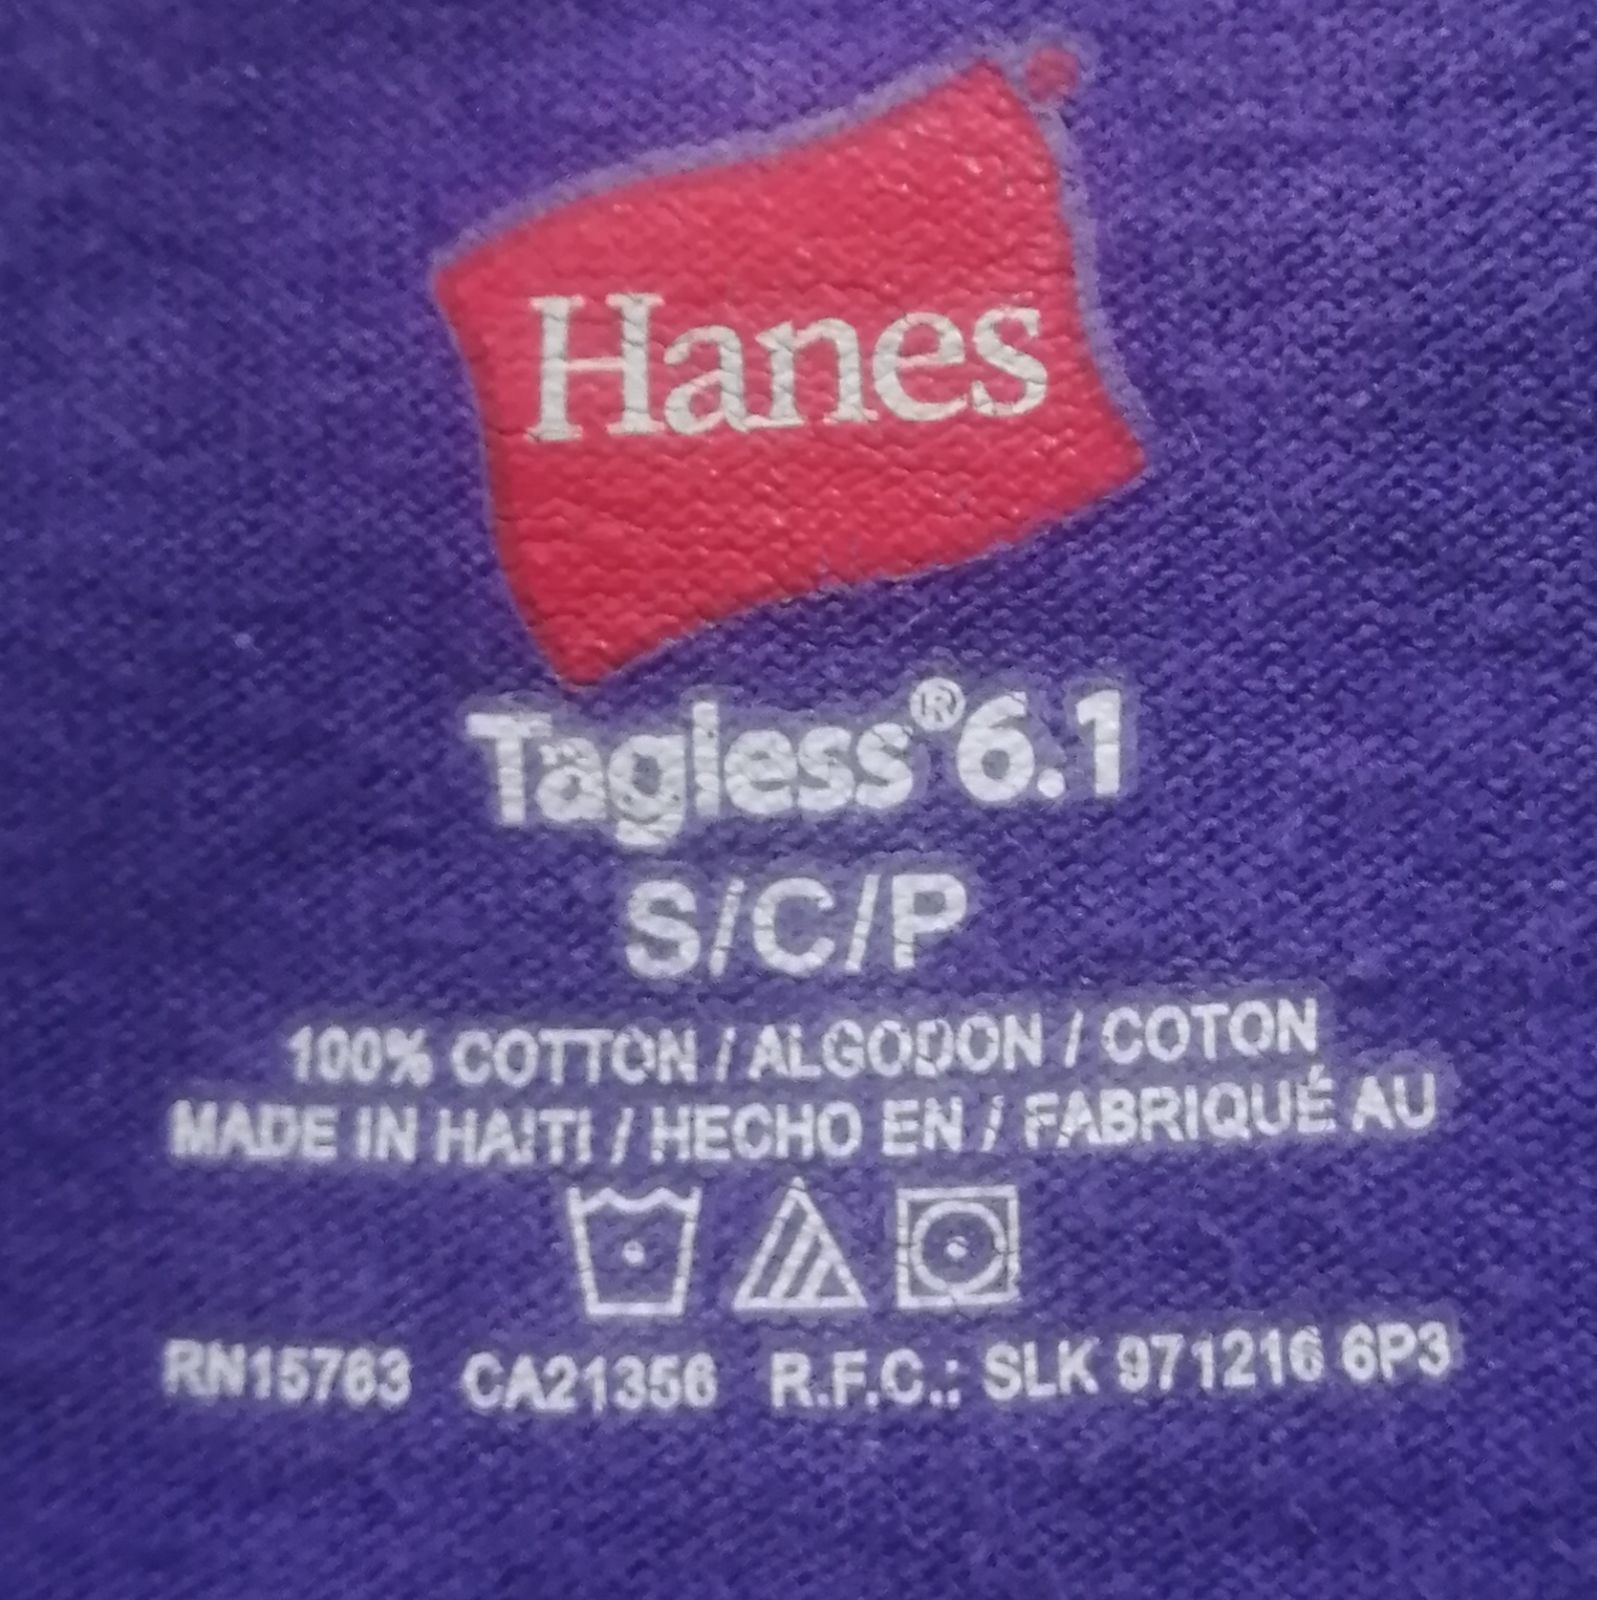 Hanes
Tagless®6.1
S/C/P
100% COTTON / ALGODON / COTON
MADE IN HAITI / HECHO EN / FABRIQUÉ AU
RN15763 CA21356 R.F.C.: SLK 971216 6P3